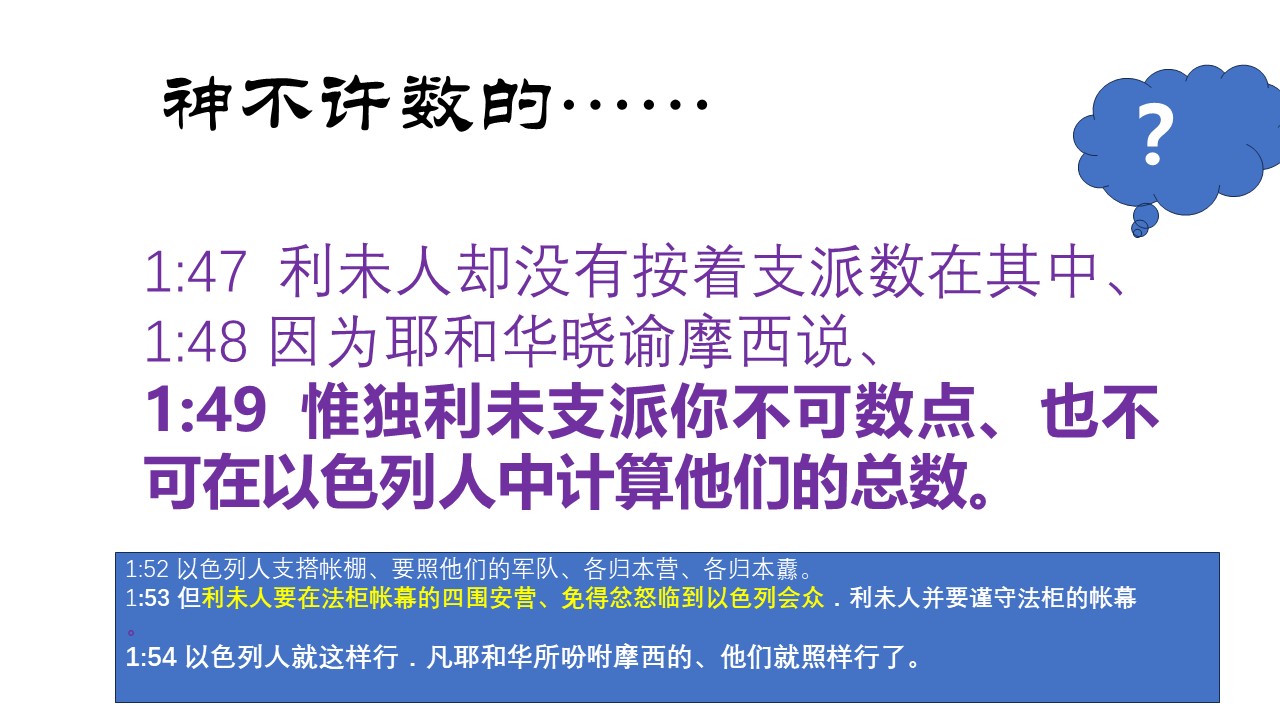 神不许数的……
?
1:47 利未人却没有按着支派数在其中、
1:48 因为耶和华晓谕摩西说、
1:49 惟独利未支派你不可数点、也不
可在以色列人中计算他们的总数。
1:52 以色列人支搭帐棚、要照他们的军队、各归本营、各归本纛。
1:53 但利未人要在法柜帐幕的四围安营、免得忿怒临到以色列会众．利未人并要谨守法柜的帐幕
。
1:54 以色列人就这样行．凡耶和华所吩咐摩西的、他们就照样行了。